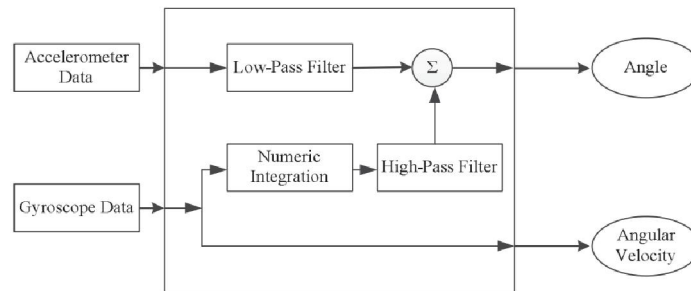 Accelerometer
Data
Low-Pass Filter
Σ
Angle
Numeric
Integration
High-Pass Filter
Gyroscope Data
Angular
Velocity